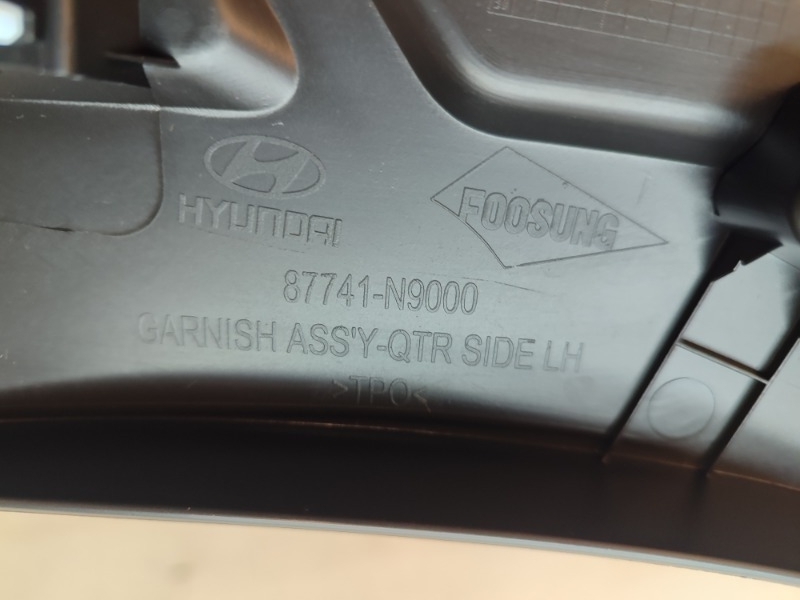 HYUNDAI
FOOSUNG
87741-N9000
GARNISH ASS'Y-QTR SIDE LH
>TPO<